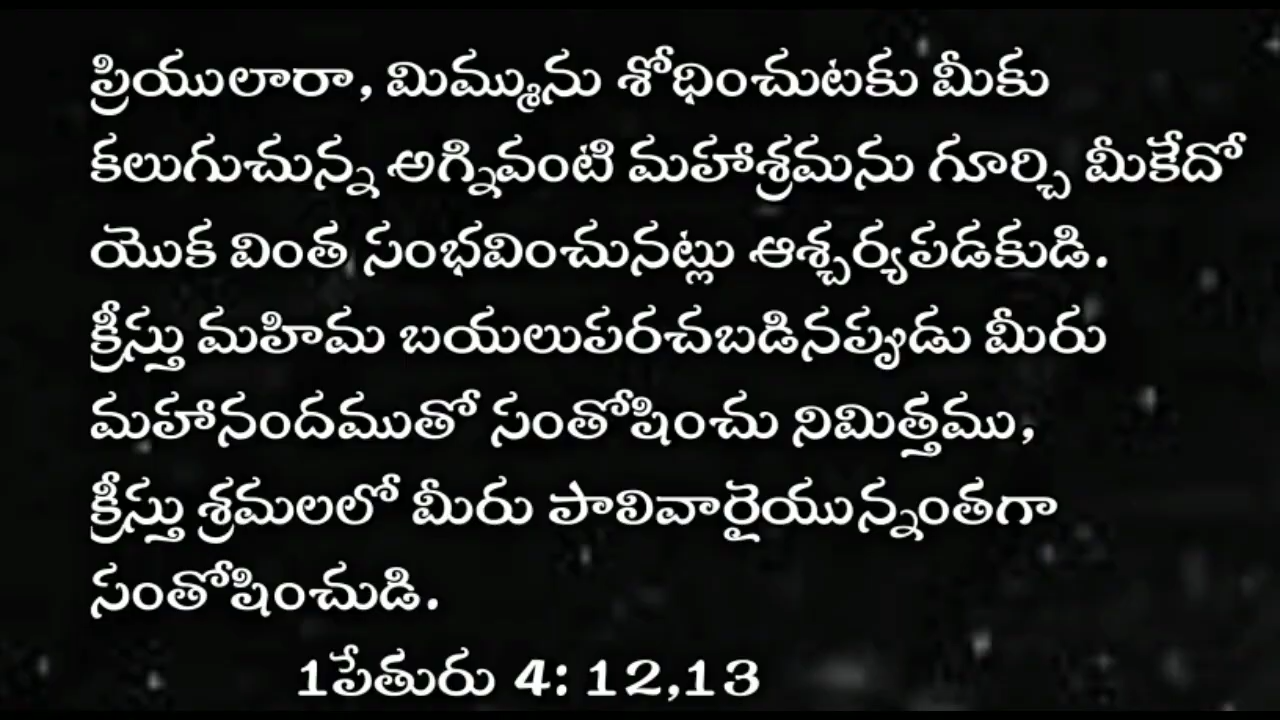 ప్రియులారా, మిమ్మును శోధించుటకు మీకు
కలుగుచున్న అగ్నివంటి మహాశ్రమను గూర్చి మీకేదో
యొక వింత సంభవించునట్లు ఆశ్చర్యపడకుడి.
క్రీస్తు మహిమ బయలుపరచబడినప్పుడు మీరు
మహానందముతో సంతోషించు నిమిత్తము,
క్రీస్తు శ్రమలలో మీరు పాలివారైయున్నంతగా
సంతోషించుడి.
1పేతురు 4: 12,13